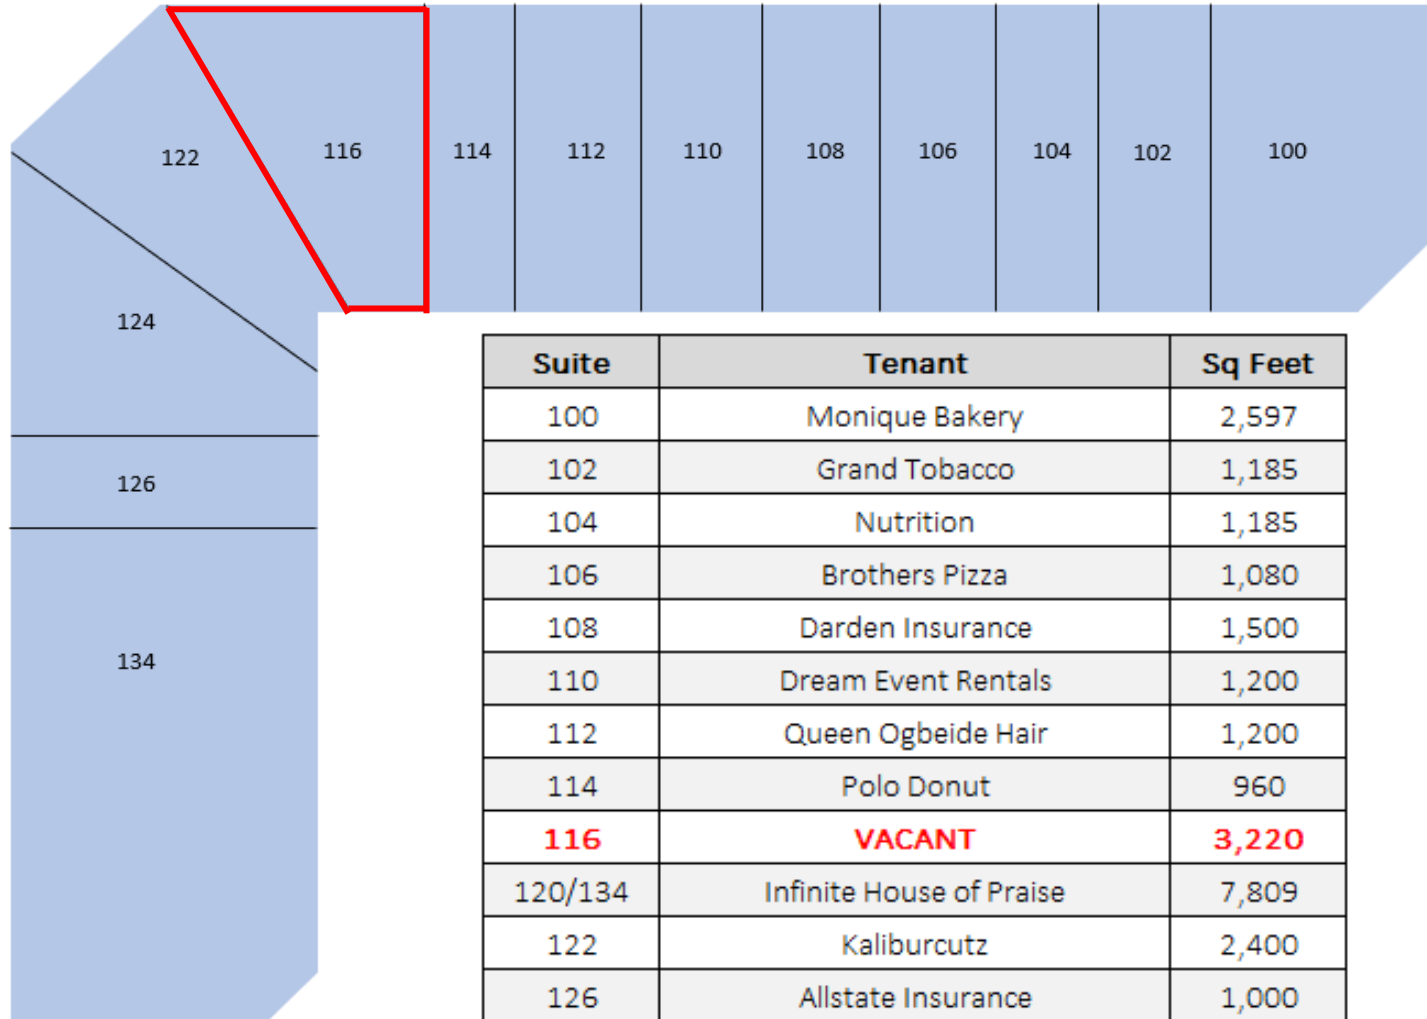 122
116
114
112
110
108
106
104
102
100
124
126
134
Suite Tenant Sq Feet
100 Monique Bakery 2,597
102 Grand Tobacco 1,185
104 Nutrition 1,185
106 Brothers Pizza 1,080
108 Darden Insurance 1,500
110 Dream Event Rentals 1,200
112 Queen Ogbeide Hair 1,200
114 Polo Donut 960
116 VACANT 3,220
120/134 Infinite House of Praise 7,809
122 Kaliburcutz 2,400
126 Allstate Insurance 1,000